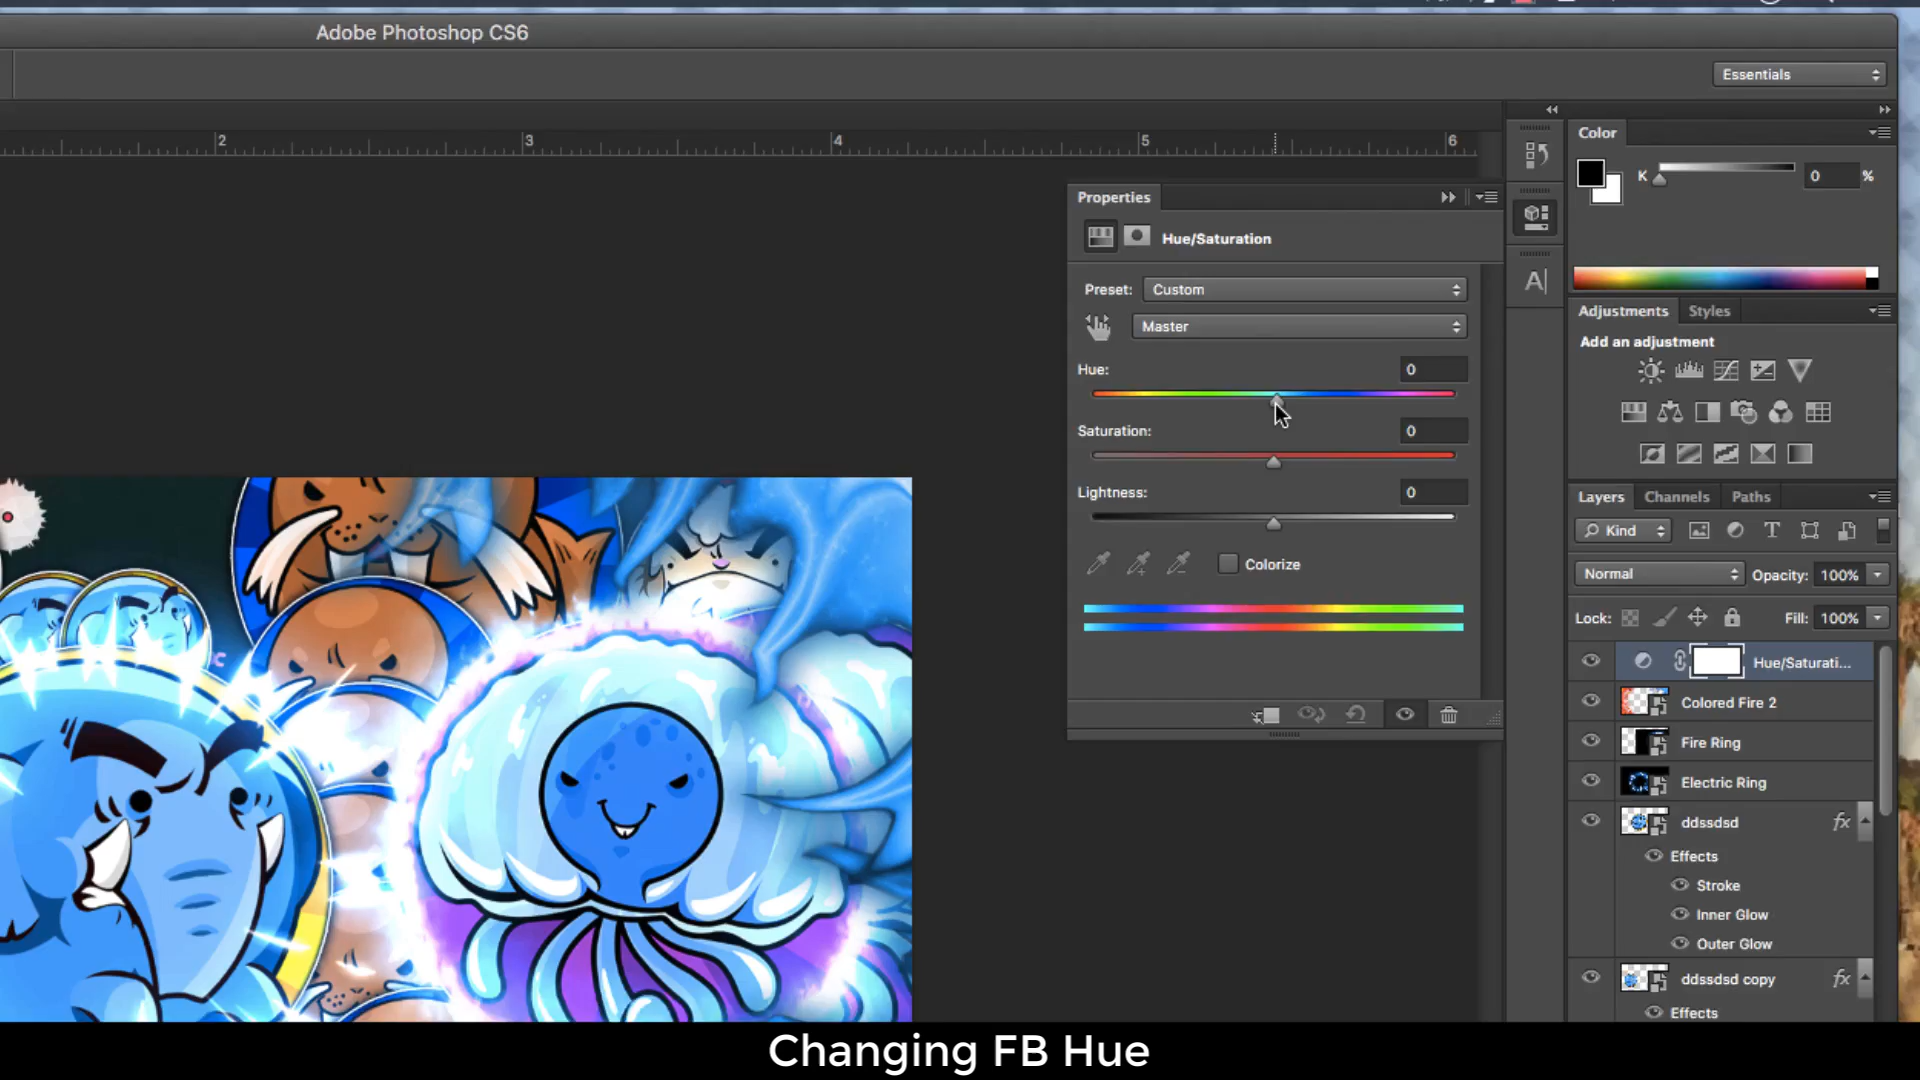 Adobe Photoshop CS6
Essentials
2 3 4 5 6
Color
K 0 %
Properties
Hue/Saturation
Preset: Custom
Master
Hue: 0
Saturation: 0
Lightness: 0
Colorize
A
Adjustments Styles
Add an adjustment
Layers Channels Paths
Kind T
Normal Opacity: 100%
Lock: Fill: 100%
Hue/Saturati...
Colored Fire 2
Fire Ring
Electric Ring
ddssdsd fx
Effects
Stroke
Inner Glow
Outer Glow
ddssdsd copy fx
Effects
Changing FB Hue